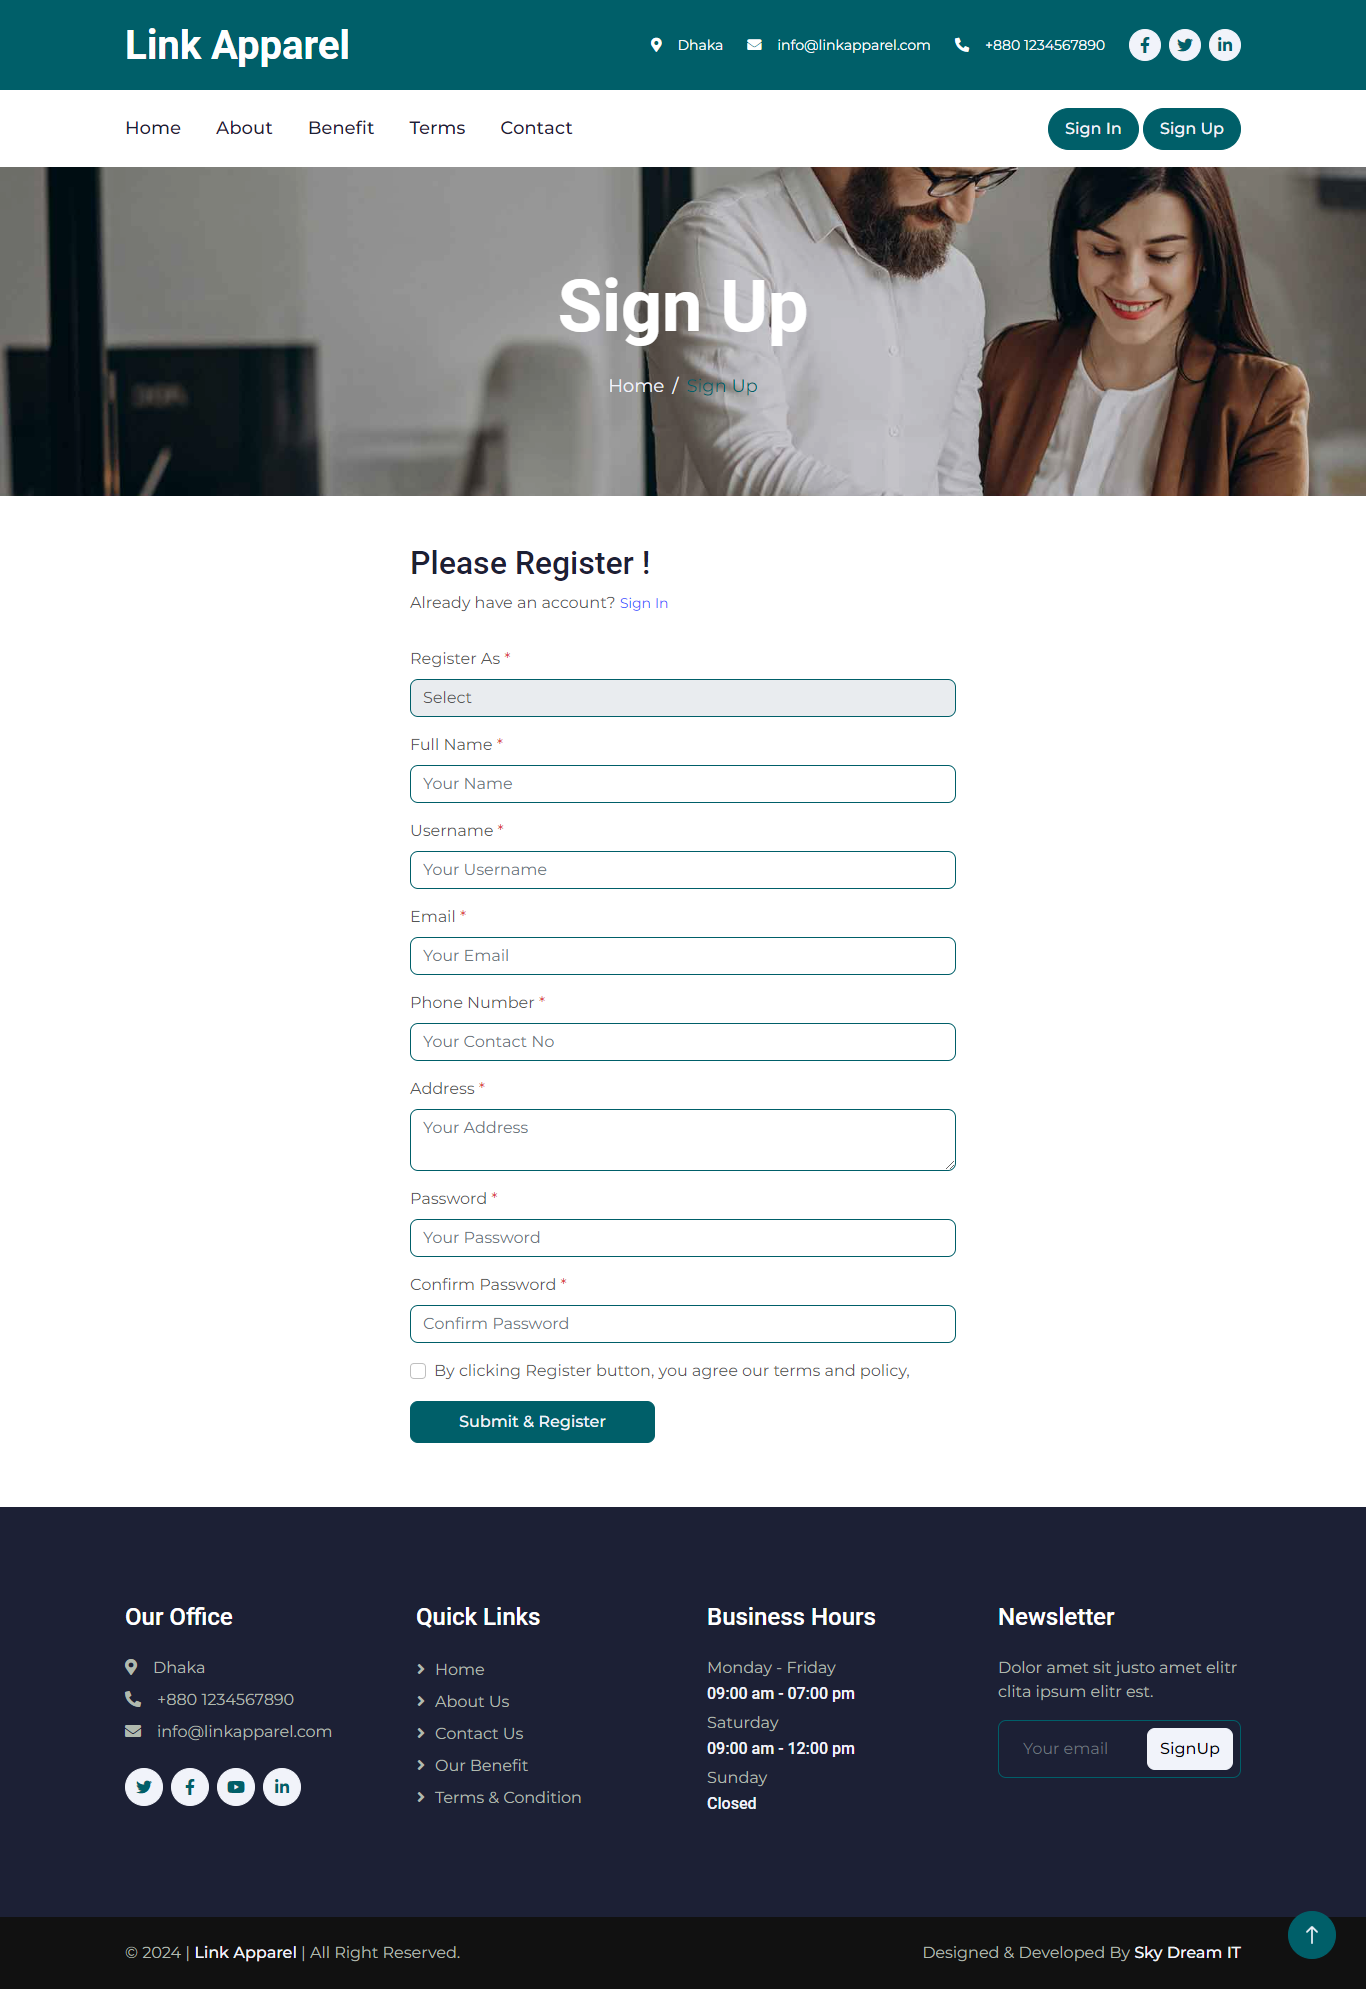 Link Apparel
Dhaka
info@linkapparel.com
+880 1234567890
Home
About
Benefit
Terms
Contact
Sign In
Sign Up
Sign Up
Home / Sign Up
Please Register !
Already have an account? Sign In
Register As *
Select
Full Name *
Your Name
Username *
Your Username
Email *
Your Email
Phone Number *
Your Contact No
Address *
Your Address
Password *
Your Password
Confirm Password *
Confirm Password
By clicking Register button, you agree our terms and policy,
Submit & Register
Our Office
Dhaka
+880 1234567890
info@linkapparel.com
Quick Links
Home
About Us
Contact Us
Our Benefit
Terms & Condition
Business Hours
Monday - Friday
09:00 am - 07:00 pm
Saturday
09:00 am - 12:00 pm
Sunday
Closed
Newsletter
Dolor amet sit justo amet elitr
clita ipsum elitr est.
Your email
SignUp
© 2024 | Link Apparel | All Right Reserved.
Designed & Developed By Sky Dream IT